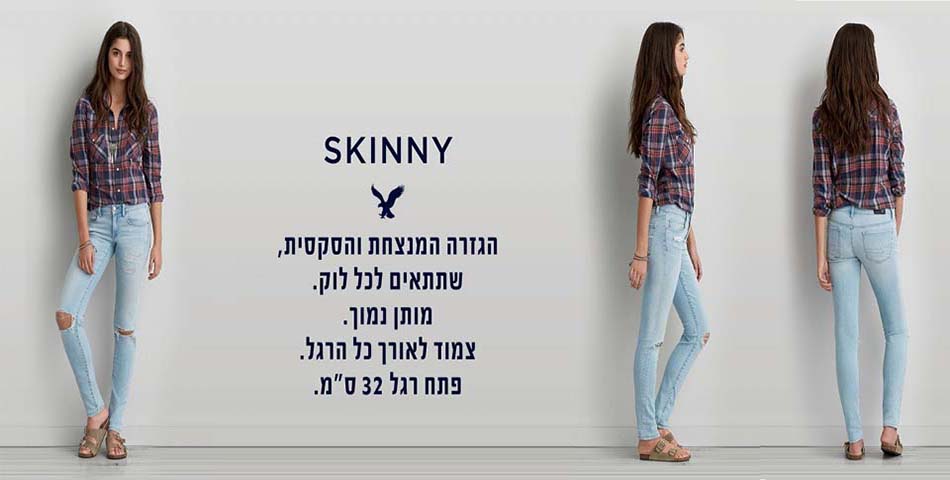 SKINNY
הגזרה המנצחת והסקסית,
שתתאים לכל לוק.
מותן נמוך.
צמוד לאורך כל הרגל.
פתח רגל 32 ס"מ.